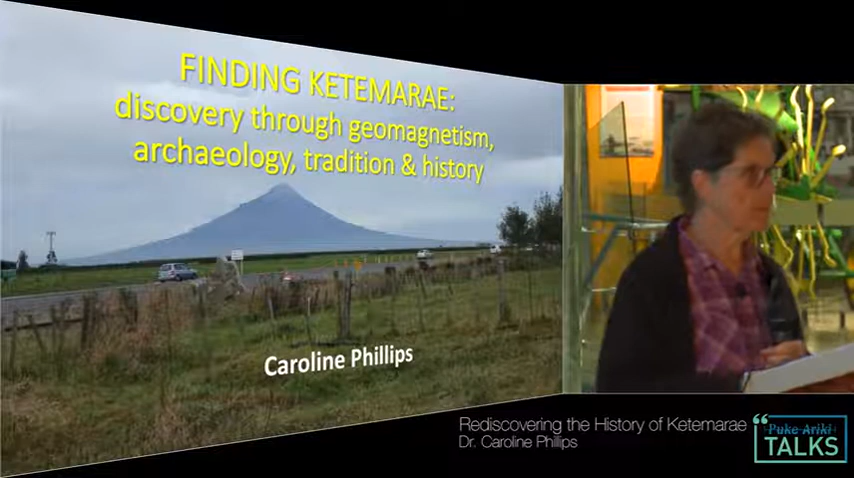 FINDING KETEMARAE:
discovery through geomagnetism,
archaeology, tradition & history
Caroline Phillips
Rediscovering the History of Ketemarae
Dr. Caroline Phillips
Puke Ariki
TALKS